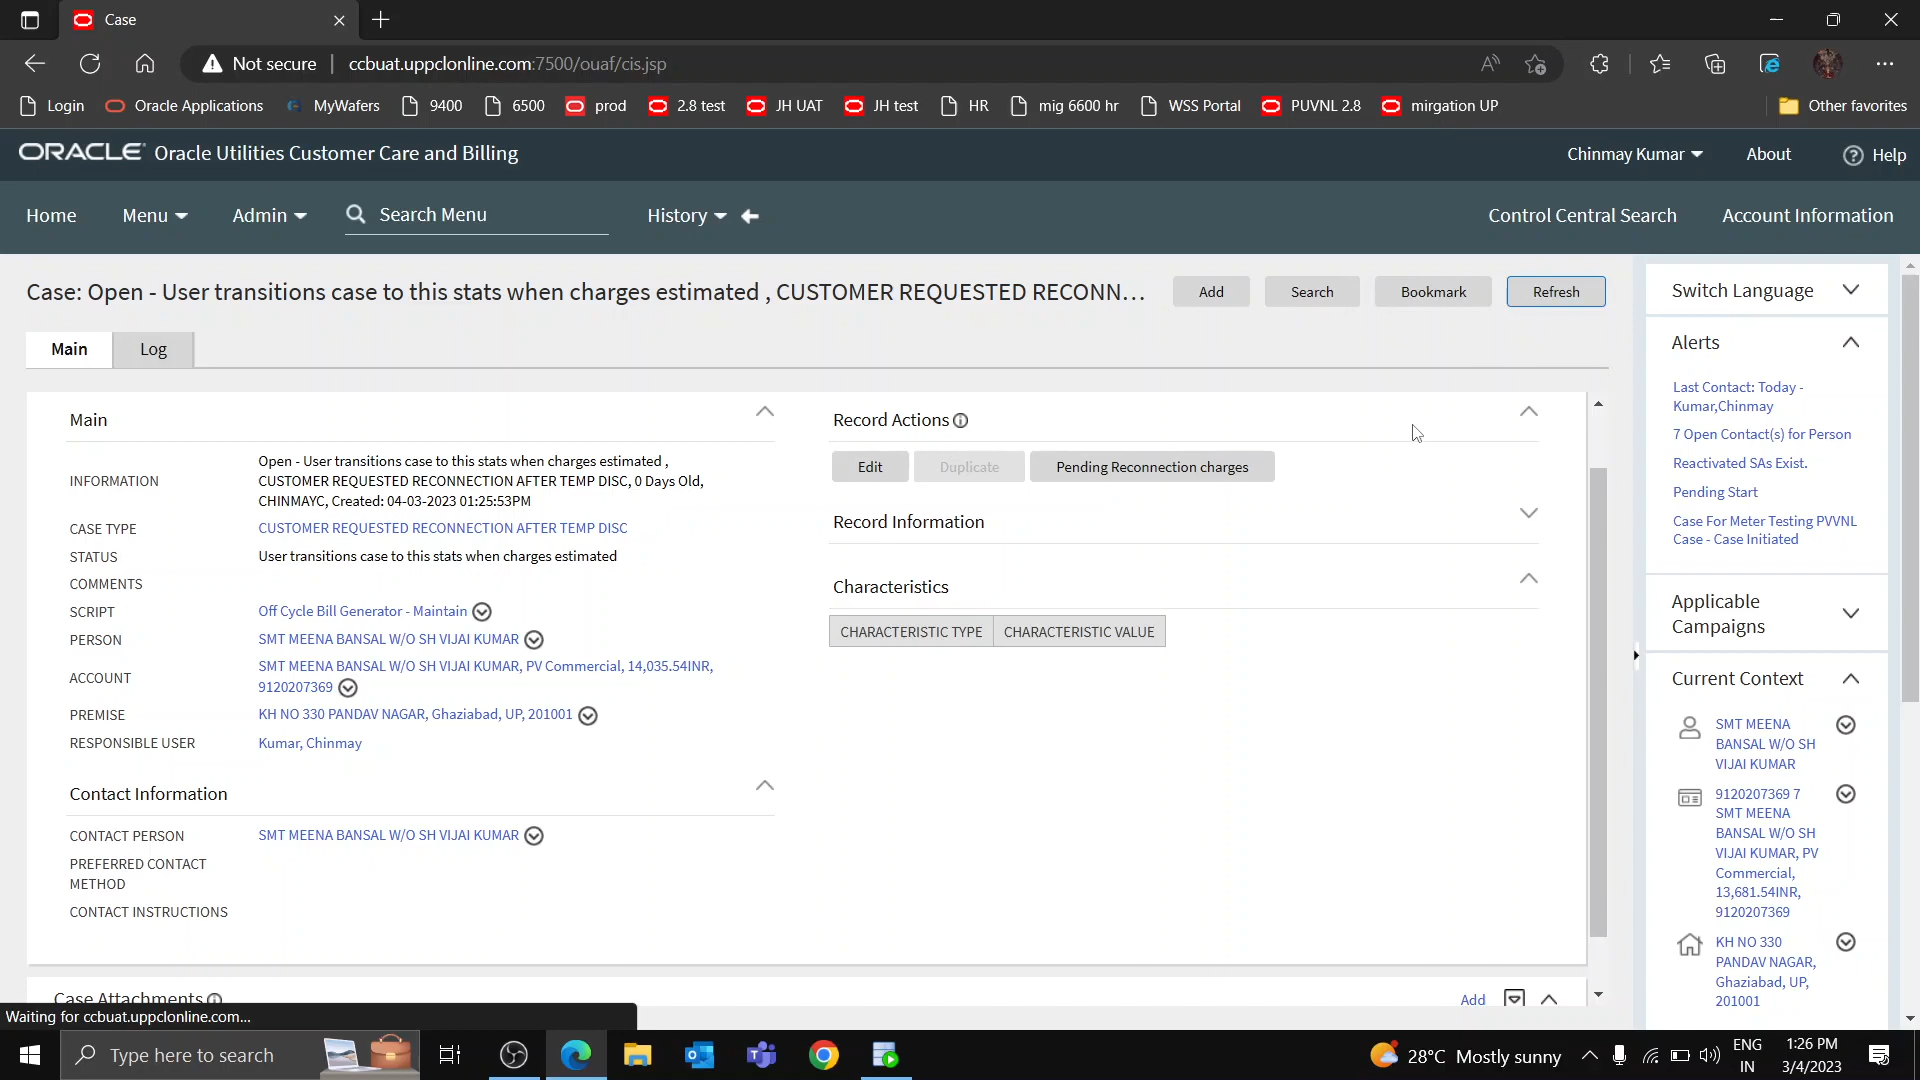 Case
Not secure
ccbuat.uppclonline.com:7500/ouaf/cis.jsp
Login
Oracle Applications
MyWafers
9400
6500
prod
2.8 test
JH UAT
JH test
HR
mig 6600 hr
WSS Portal
PUVNL 2.8
mirgation UP
Other favorites
ORACLE Oracle Utilities Customer Care and Billing
Chinmay Kumar
About
Help
Home
Menu
Admin
Search Menu
History
Control Central Search
Account Information
Case: Open - User transitions case to this stats when charges estimated , CUSTOMER REQUESTED RECONN...
Add
Search
Bookmark
Refresh
Main
Log
Main
INFORMATION
Open - User transitions case to this stats when charges estimated ,
CUSTOMER REQUESTED RECONNECTION AFTER TEMP DISC, 0 Days Old,
CHINMAYC, Created: 04-03-2023 01:25:53PM
CASE TYPE
CUSTOMER REQUESTED RECONNECTION AFTER TEMP DISC
STATUS
User transitions case to this stats when charges estimated
COMMENTS
SCRIPT
Off Cycle Bill Generator - Maintain
PERSON
SMT MEENA BANSAL W/O SH VIJAI KUMAR
ACCOUNT
SMT MEENA BANSAL W/O SH VIJAI KUMAR, PV Commercial, 14,035.54INR,
9120207369
PREMISE
KH NO 330 PANDAV NAGAR, Ghaziabad, UP, 201001
RESPONSIBLE USER
Kumar, Chinmay
Contact Information
CONTACT PERSON
SMT MEENA BANSAL W/O SH VIJAI KUMAR
PREFERRED CONTACT
METHOD
CONTACT INSTRUCTIONS
Record Actions
Edit
Duplicate
Pending Reconnection charges
Record Information
Characteristics
CHARACTERISTIC TYPE
CHARACTERISTIC VALUE
Case Attachments
Add
Switch Language
Alerts
Last Contact: Today -
Kumar,Chinmay
7 Open Contact(s) for Person
Reactivated SAs Exist.
Pending Start
Case For Meter Testing PVVNL
Case - Case Initiated
Applicable
Campaigns
Current Context
SMT MEENA
BANSAL W/O SH
VIJAI KUMAR
9120207369 7
SMT MEENA
BANSAL W/O SH
VIJAI KUMAR, PV
Commercial,
13,681.54INR,
9120207369
KH NO 330
PANDAV NAGAR,
Ghaziabad, UP,
201001
Waiting for ccbuat.uppclonline.com...
Type here to search
28°C Mostly sunny
ENG
IN
1:26 PM
3/4/2023